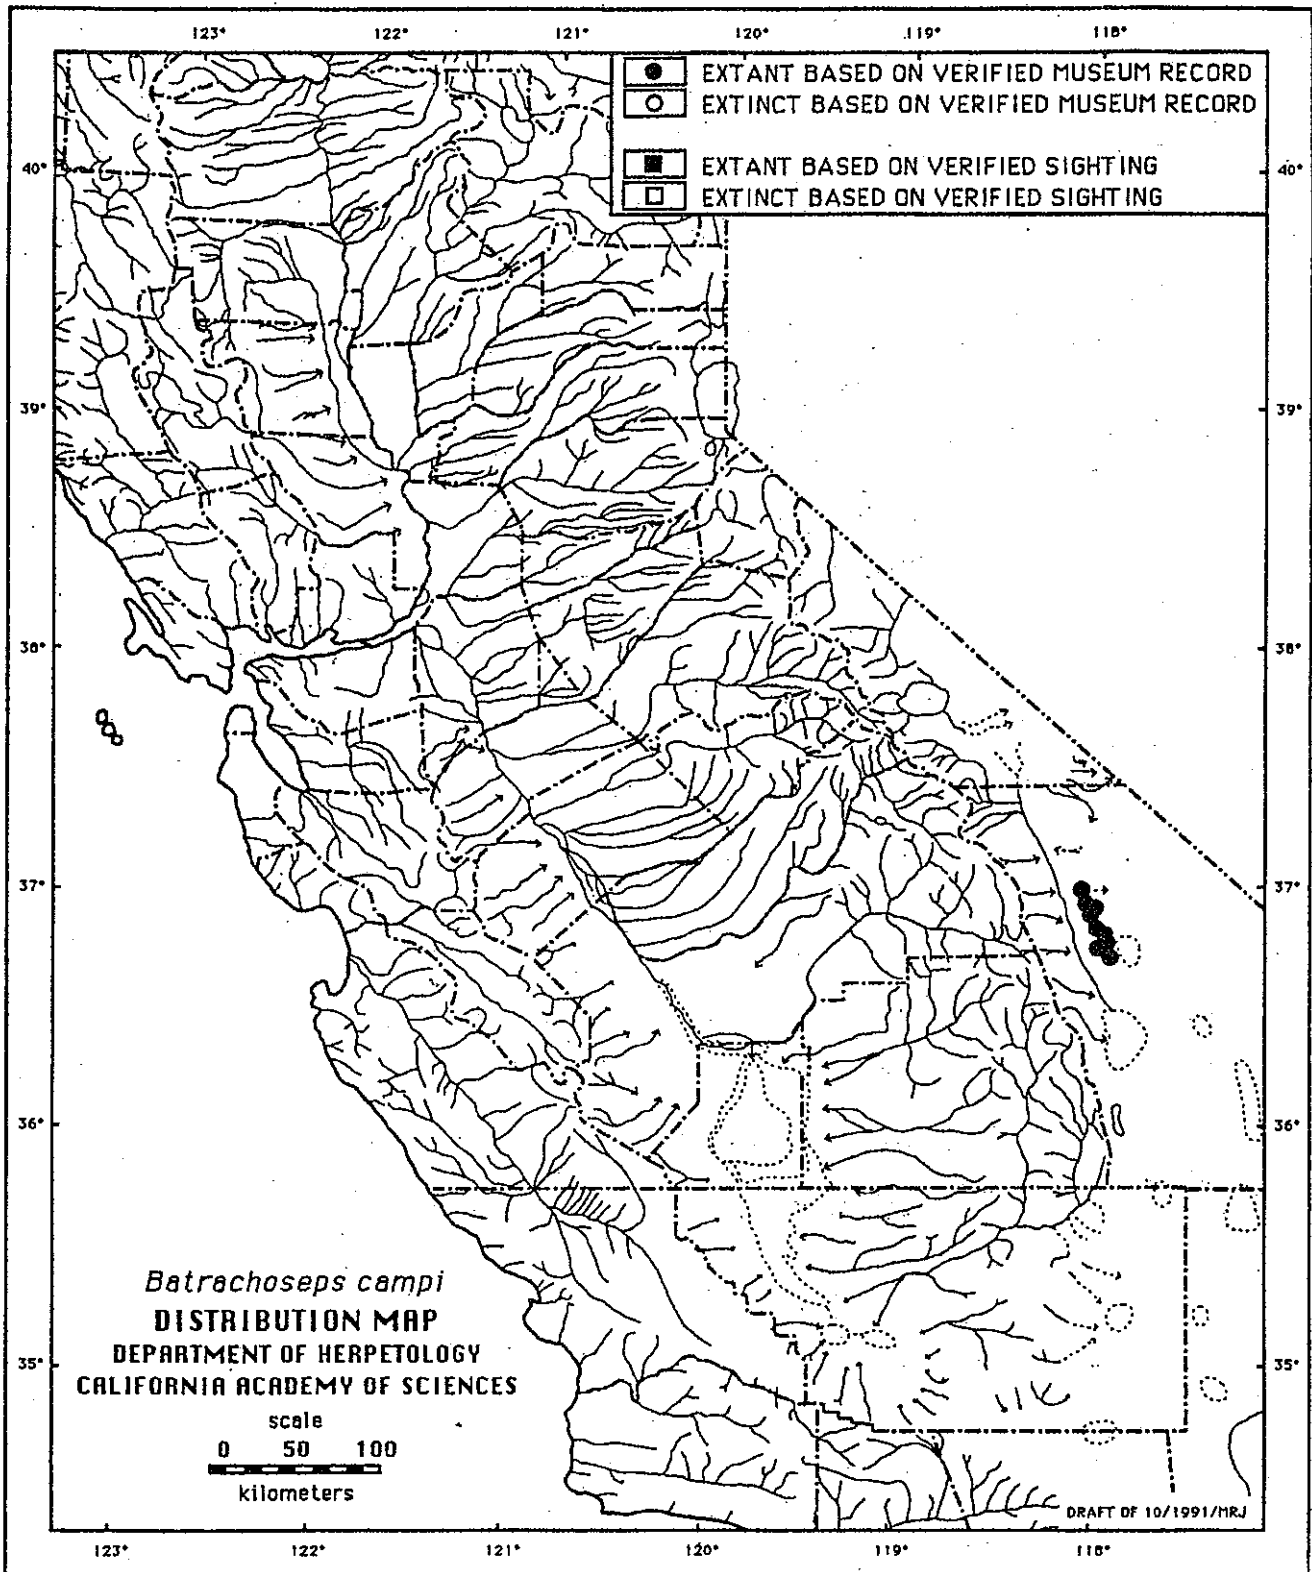 123° 122° 121° 120° 119° 118°
EXTANT BASED ON VERIFIED MUSEUM RECORD
EXTINCT BASED ON VERIFIED MUSEUM RECORD
EXTANT BASED ON VERIFIED SIGHTING
EXTINCT BASED ON VERIFIED SIGHTING
40° 40°
39° 39°
38° 38°
37° 37°
36° 36°
35° 35°
Batrachoseps campi
DISTRIBUTION MAP
DEPARTMENT OF HERPETOLOGY
CALIFORNIA ACADEMY OF SCIENCES
scale
0 50 100
kilometers
DRAFT OF 10/1991/MRJ
123° 122° 121° 120° 119° 118°